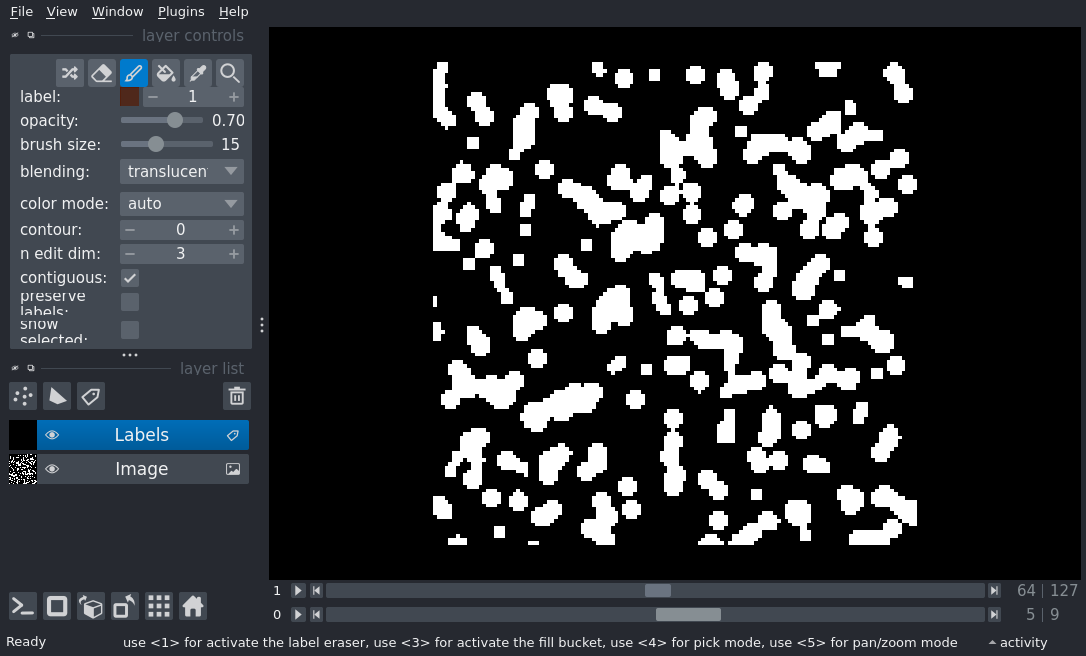 File View Window Plugins Help
layer controls
label: 1
opacity: 0.70
brush size: 15
blending: translucen
color mode: auto
contour: 0
n edit dim: 3
contiguous:
preserve
labels:
show
selected:
layer list
Labels
Image
1 64 | 127
0 5 | 9
Ready use <1> for activate the label eraser, use <3> for activate the fill bucket, use <4> for pick mode, use <5> for pan/zoom mode activity